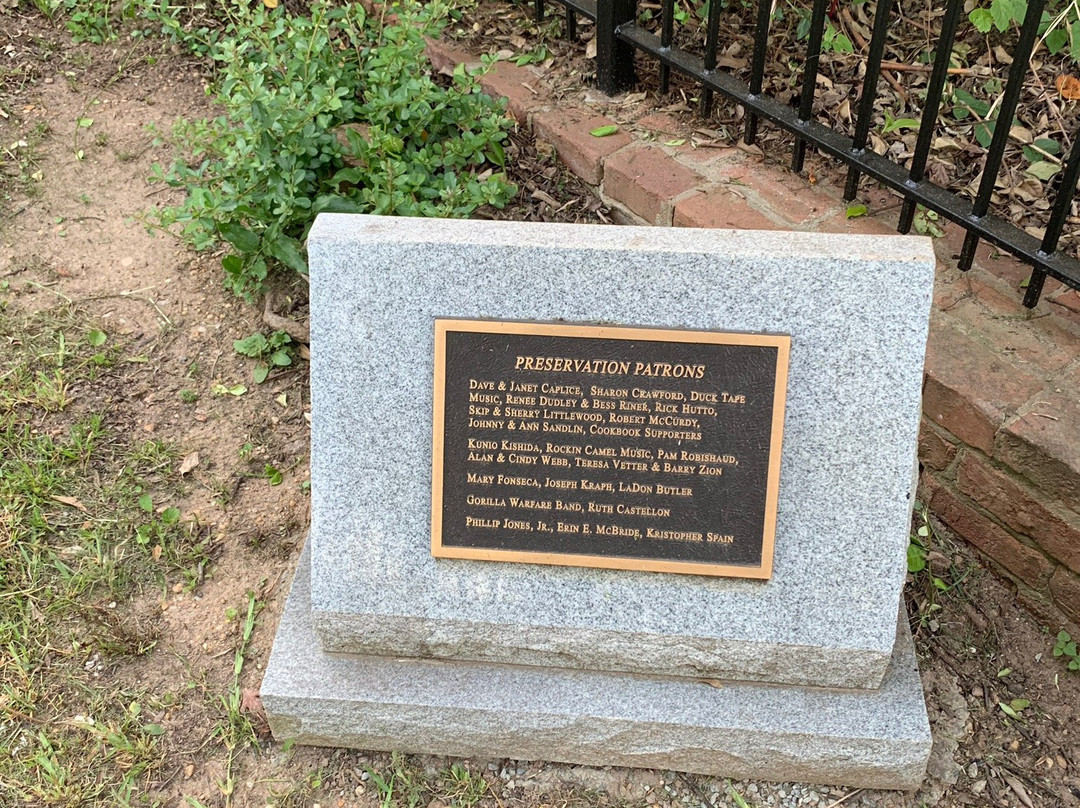 PRESERVATION PATRONS
DAVE & JANET CAPLICE, SHARON CRAWFORD, DUCK TAPE
MUSIC, RENEE DUDLEY & BESS RINER, RICK HUTTO,
SKIP & SHERRY LITTLEWOOD, ROBERT MCCURDY,
JOHNNY & ANN SANDLIN, COOKBOOK SUPPORTERS
KUNIO KISHIDA, ROCKIN CAMEL MUSIC, PAM ROBISHAUD,
ALAN & CINDY WEBB, TERESA VETTER & BARRY ZION
MARY FONSECA, JOSEPH KRAPH, LADON BUTLER
GORILLA WARFARE BAND, RUTH CASTELLON
PHILLIP JONES, JR., ERIN E. MCBRIDE, KRISTOPHER SPAIN